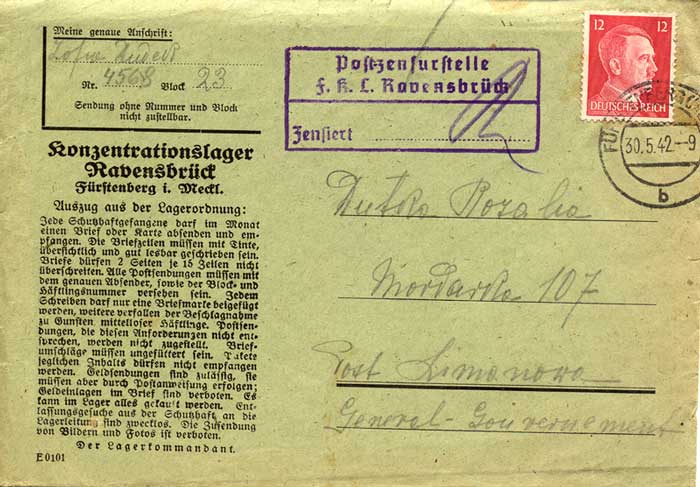 Meine genaue Anschrift:
Nr. 4568 Block 23
Sendung ohne Nummer und Block
nicht zustellbar.
Konzentrationslager
Ravensbrück
Fürstenberg i. Meckl.
Auszug aus der Lagerordnung:
Jede Schutzhaftgefangene darf im Monat
einen Brief oder Karte absenden und em-
pfangen. Die Briefzeilen müssen mit Tinte,
übersichtlich und gut lesbar geschrieben sein.
Briefe dürfen 2 Seiten je 15 Zeilen nicht
überschreiten. Alle Postsendungen müssen mit
dem genauen Absender, sowie der Block- und
Häftlingsnummer versehen sein. Jedem
Schreiben darf nur eine Briefmarke beigefügt
werden, weitere verfallen der Beschlagnahme
zu Gunsten mittelloser Häftlinge. Postsen-
dungen, die diesen Anforderungen nicht ent-
sprechen, werden nicht zugestellt. Brief-
umschläge müssen ungefüttert sein. Pakete
jeglichen Inhalts dürfen nicht empfangen
werden. Geldsendungen sind zulässig, sie
müssen aber durch Postanweisung erfolgen;
Geldeinlagen im Brief sind verboten. Es
kann im Lager alles gekauft werden. Ent-
lassungsgesuche aus der Schutzhaft an die
Lagerleitung sind zwecklos. Die Zusendung
von Bildern und Fotos ist verboten.
Der Lagerkommandant.
E 0101
Postzensurstelle
F. K. L. Ravensbrück
Zensiert
12 12
DEUTSCHES REICH
30.5.42.-9
b
Dutka Rozalia
Mordarka 107
Post Limanowa
General-Gouvernement